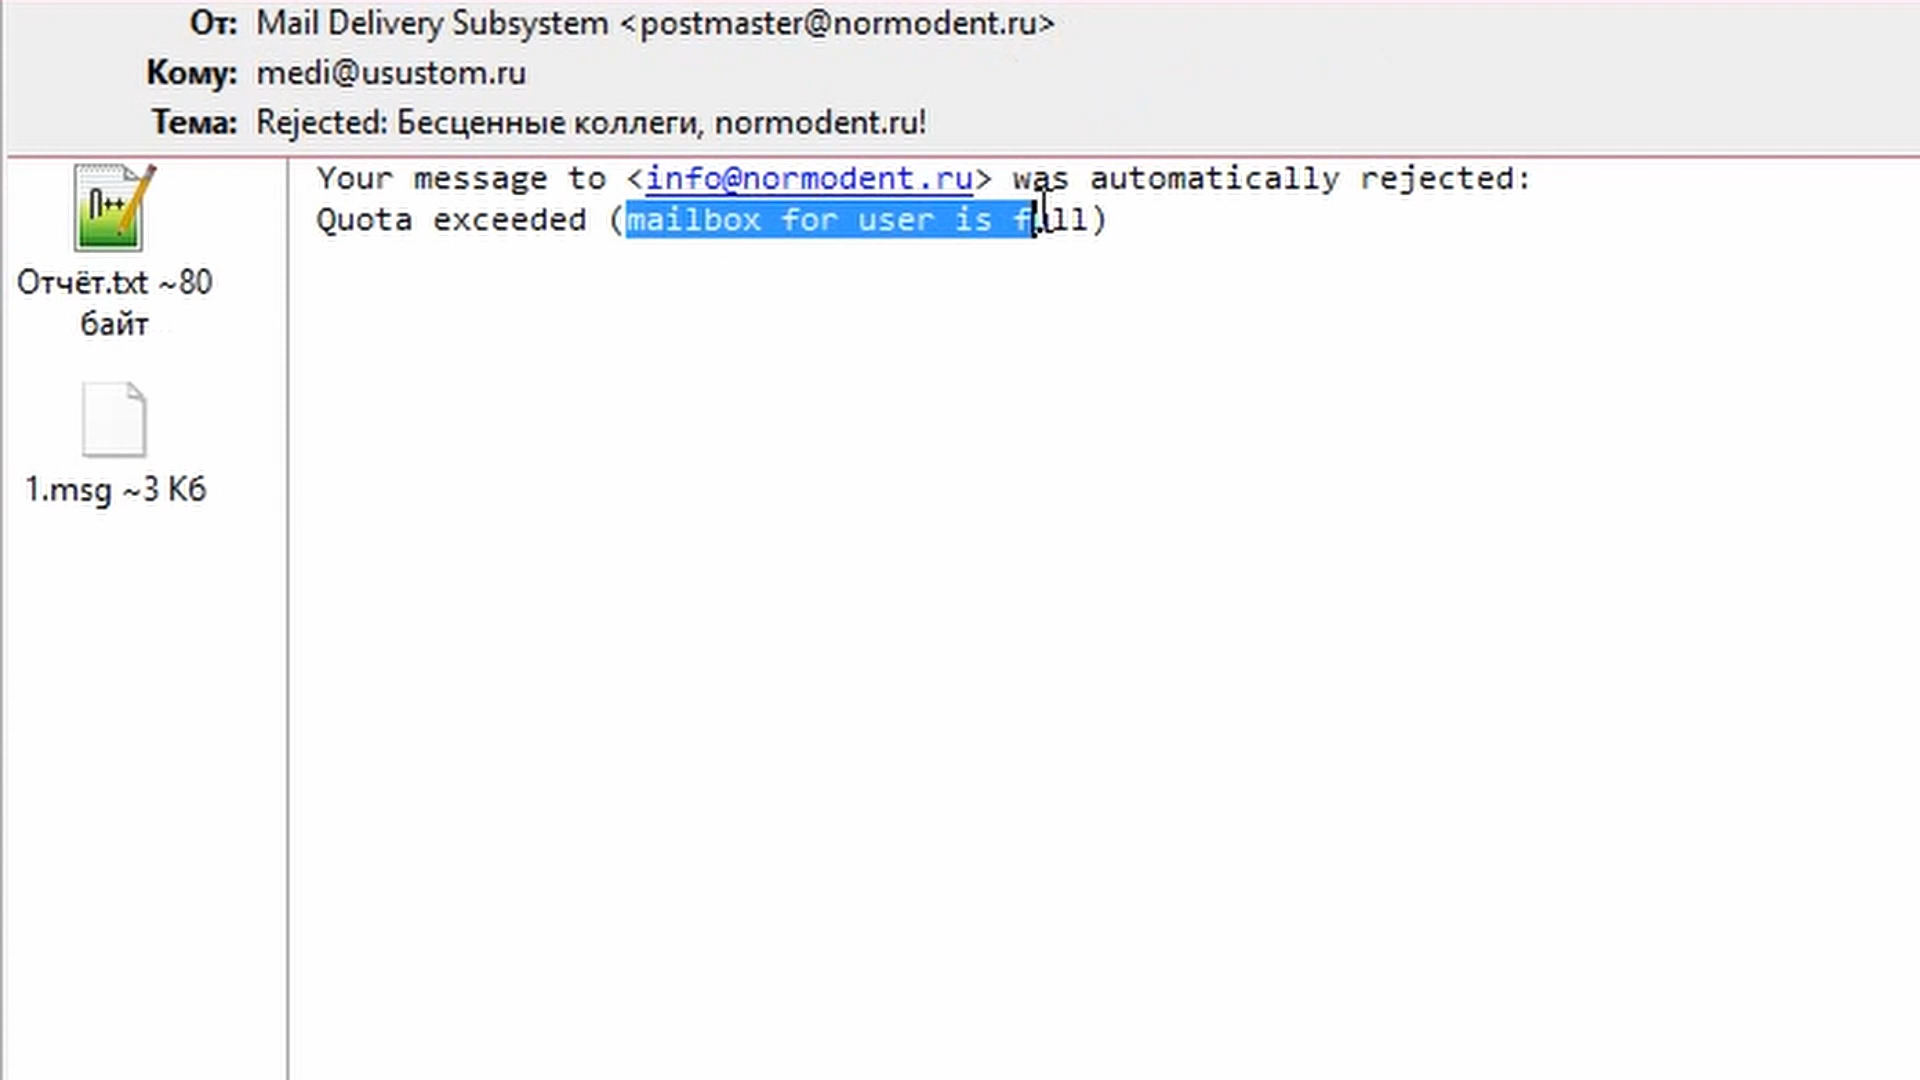 От: Mail Delivery Subsystem <postmaster@normodent.ru>
Кому: medi@usustom.ru
Тема: Rejected: Бесценные коллеги, normodent.ru!
Your message to <info@normodent.ru> was automatically rejected:
Quota exceeded (mailbox for user is full)
n++
Отчёт.txt ~80
байт
1.msg ~3 Кб